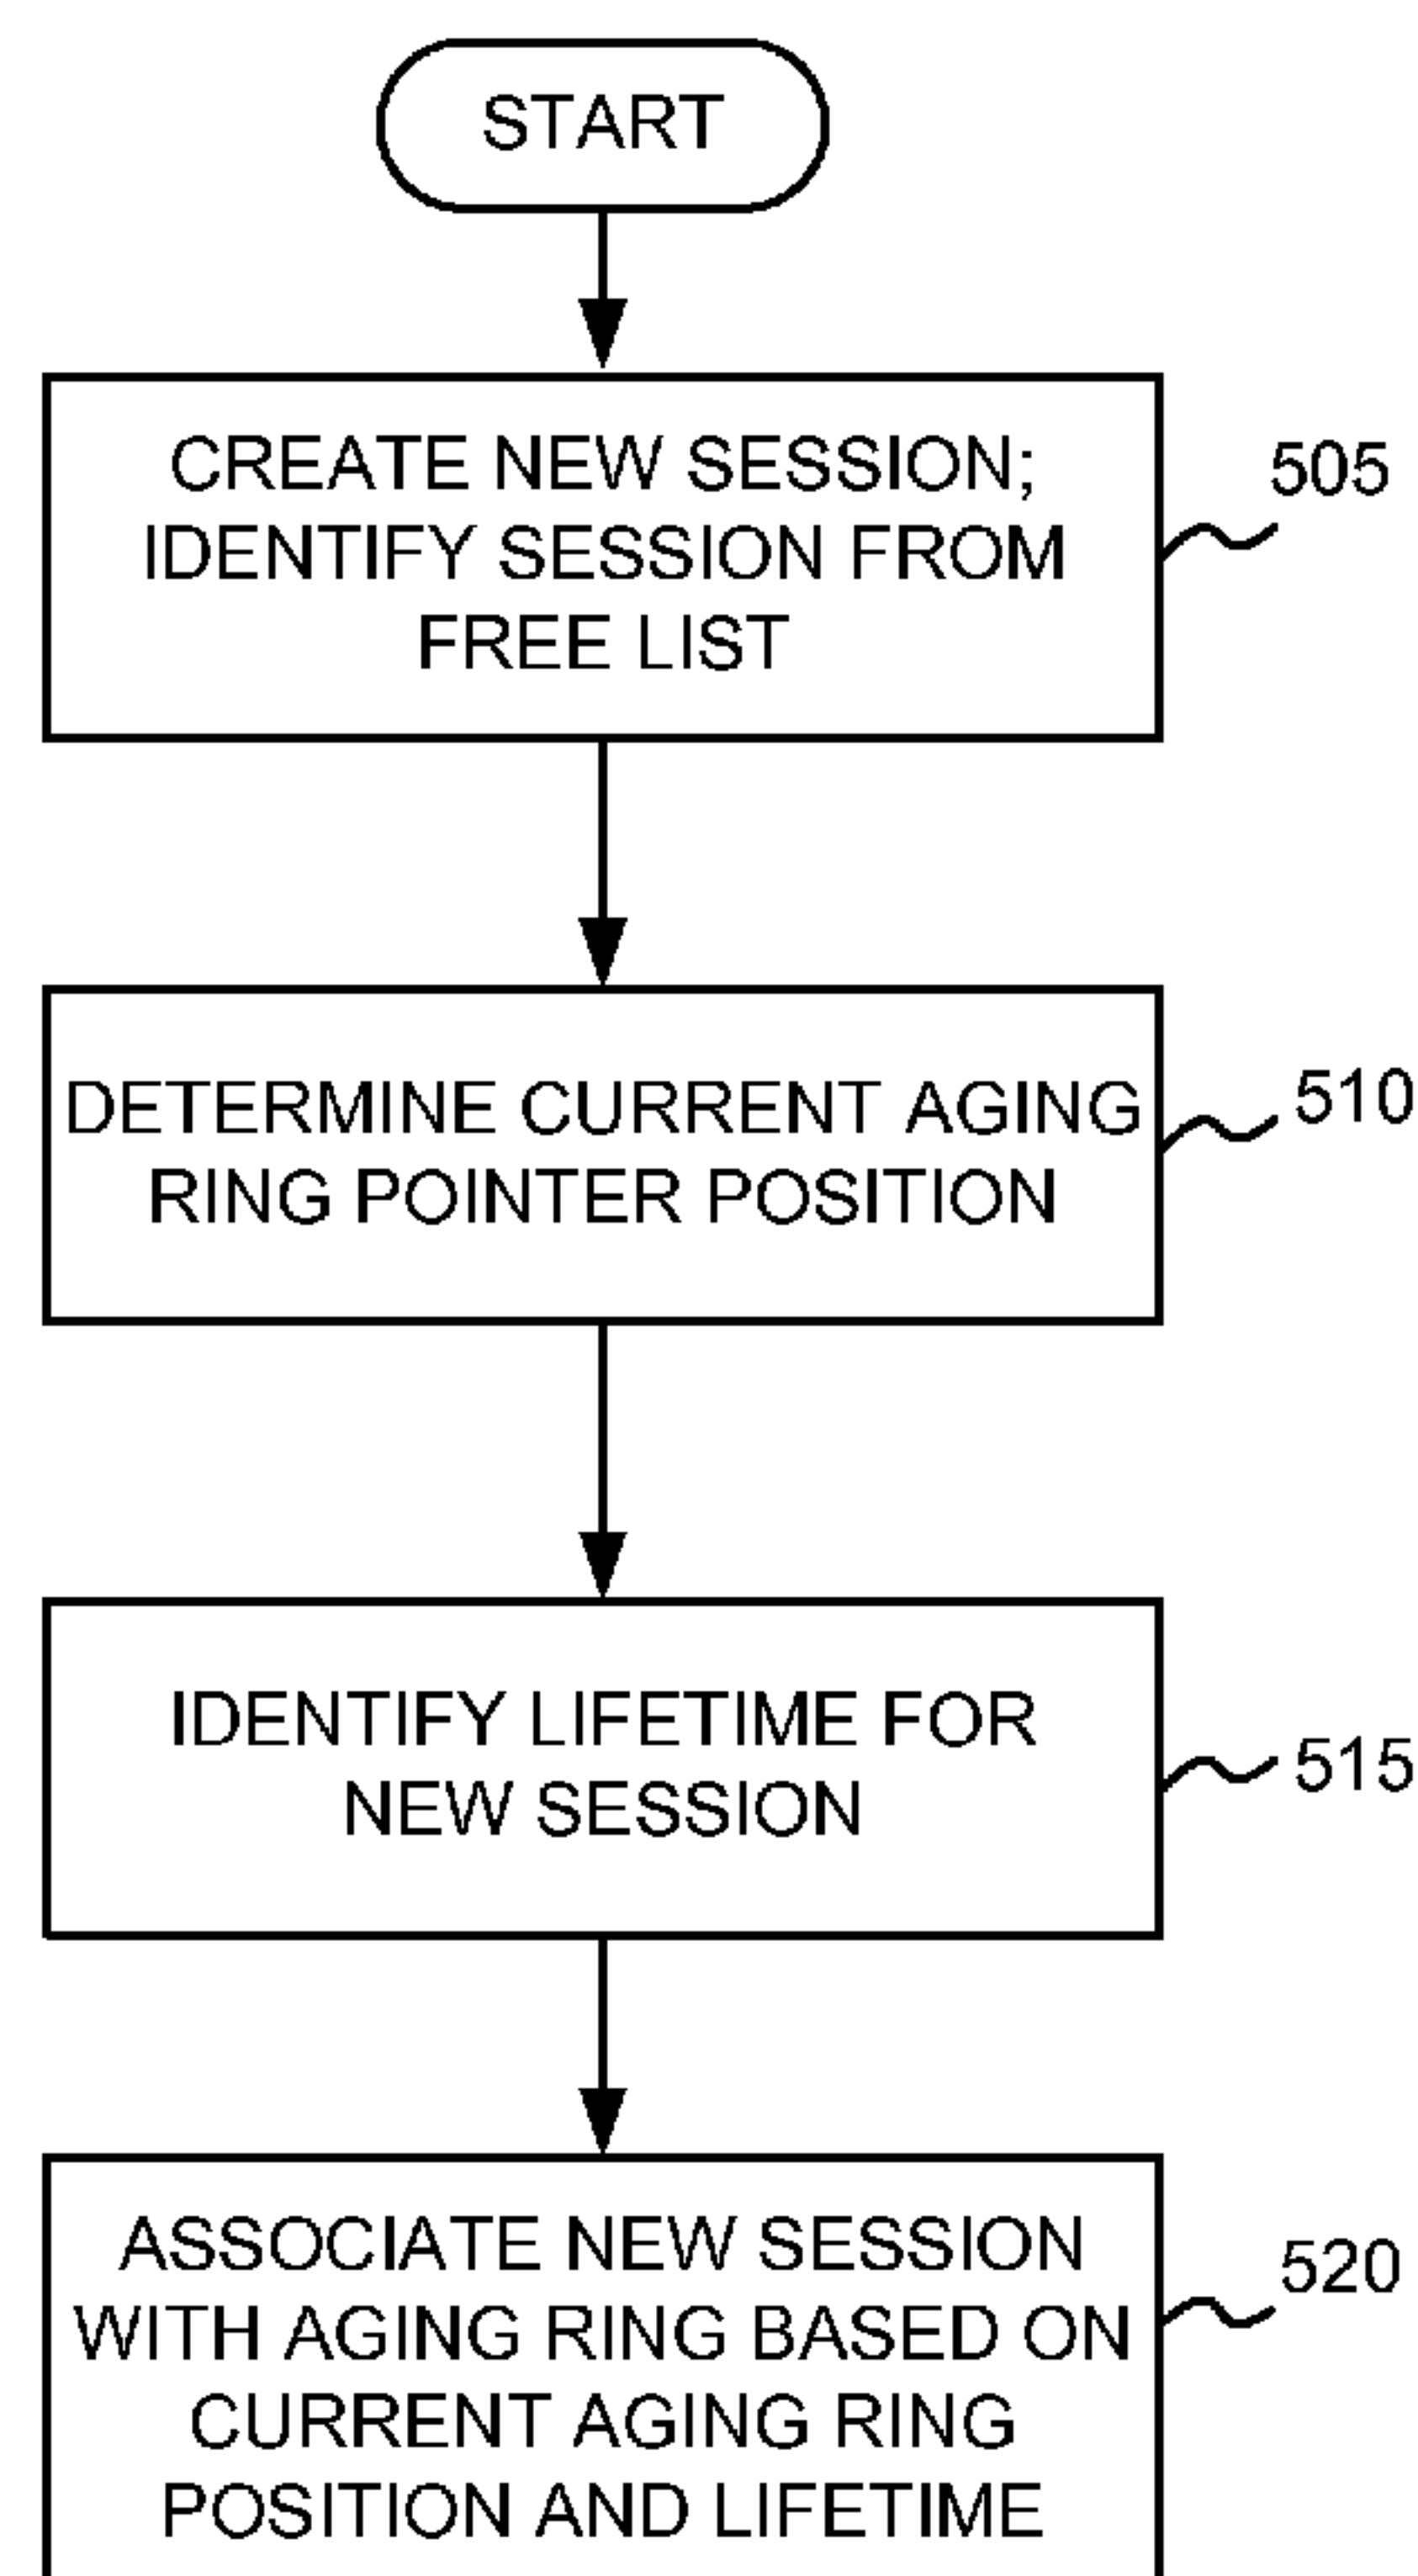 START
CREATE NEW SESSION;
IDENTIFY SESSION FROM
FREE LIST
505
DETERMINE CURRENT AGING
RING POINTER POSITION
510
IDENTIFY LIFETIME FOR
NEW SESSION
515
ASSOCIATE NEW SESSION
WITH AGING RING BASED ON
CURRENT AGING RING
POSITION AND LIFETIME
520